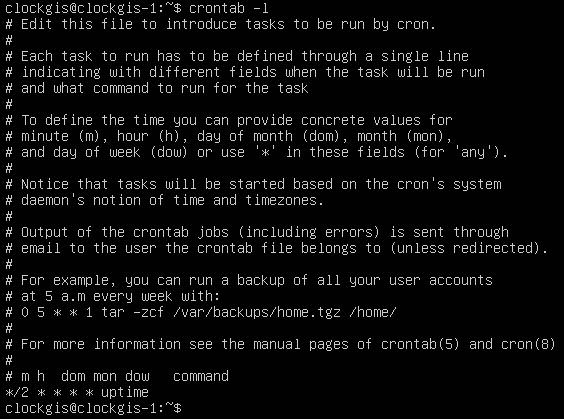 clockgis@clockgis-1:~$ crontab -l
# Edit this file to introduce tasks to be run by cron.
#
# Each task to run has to be defined through a single line
# indicating with different fields when the task will be run
# and what command to run for the task
#
# To define the time you can provide concrete values for
# minute (m), hour (h), day of month (dom), month (mon),
# and day of week (dow) or use '*' in these fields (for 'any').
#
# Notice that tasks will be started based on the cron's system
# daemon's notion of time and timezones.
#
# Output of the crontab jobs (including errors) is sent through
# email to the user the crontab file belongs to (unless redirected).
#
# For example, you can run a backup of all your user accounts
# at 5 a.m every week with:
# 0 5 * * 1 tar -zcf /var/backups/home.tgz /home/
#
# For more information see the manual pages of crontab(5) and cron(8)
#
# m h  dom mon dow   command
*/2 * * * * uptime
clockgis@clockgis-1:~$